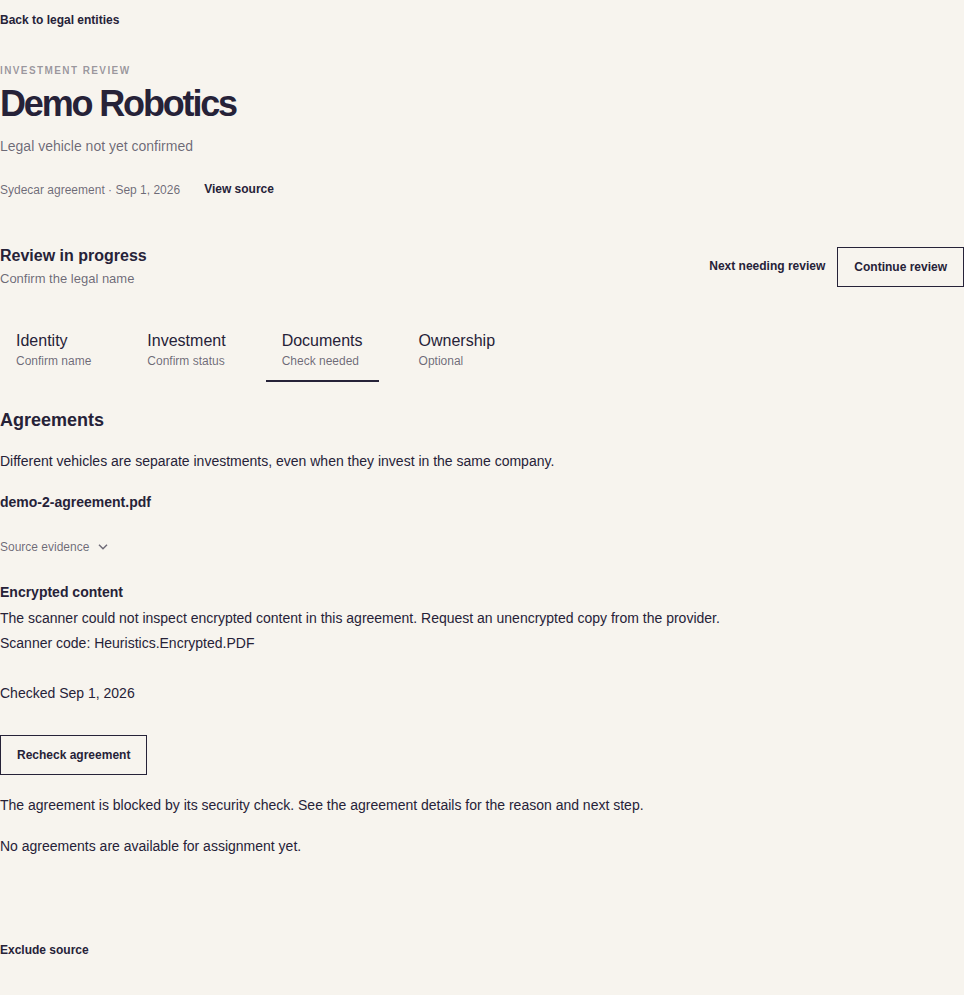 Back to legal entities
INVESTMENT REVIEW
Demo Robotics
Legal vehicle not yet confirmed
Sydecar agreement · Sep 1, 2026 View source
Review in progress
Confirm the legal name
Next needing review Continue review
Identity Investment Documents Ownership
Confirm name Confirm status Check needed Optional
Agreements
Different vehicles are separate investments, even when they invest in the same company.
demo-2-agreement.pdf
Source evidence
Encrypted content
The scanner could not inspect encrypted content in this agreement. Request an unencrypted copy from the provider.
Scanner code: Heuristics.Encrypted.PDF
Checked Sep 1, 2026
Recheck agreement
The agreement is blocked by its security check. See the agreement details for the reason and next step.
No agreements are available for assignment yet.
Exclude source